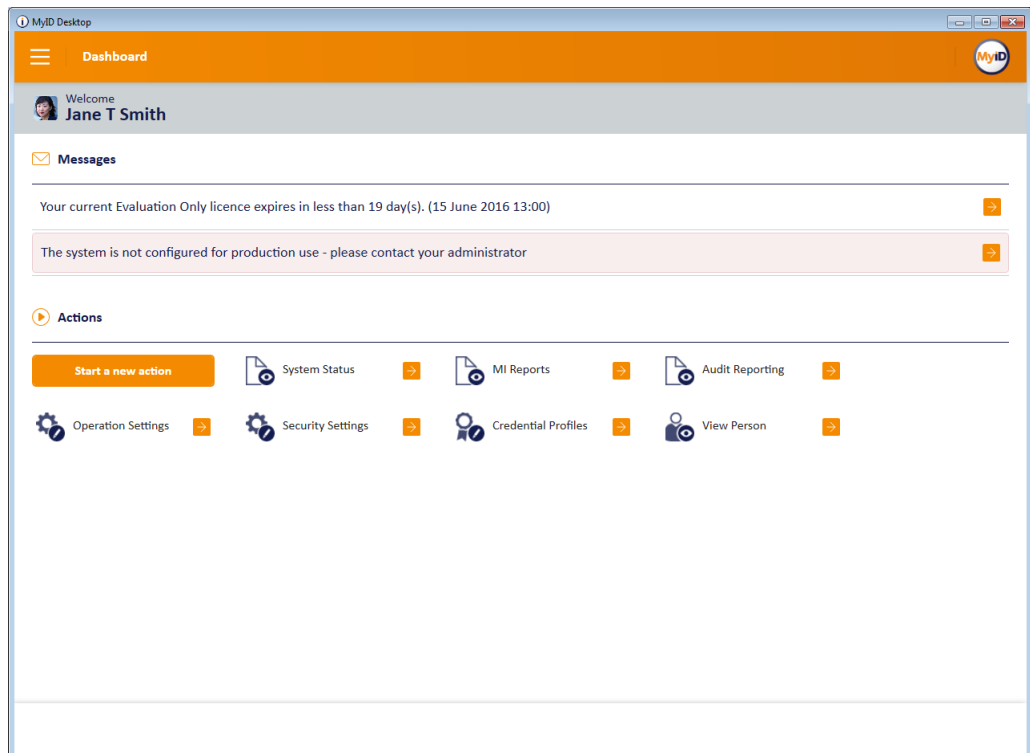 MyID Desktop
Dashboard
MyID
Welcome
Jane T Smith
Messages
Your current Evaluation Only licence expires in less than 19 day(s). (15 June 2016 13:00)
The system is not configured for production use - please contact your administrator
Actions
Start a new action
System Status
MI Reports
Audit Reporting
Operation Settings
Security Settings
Credential Profiles
View Person